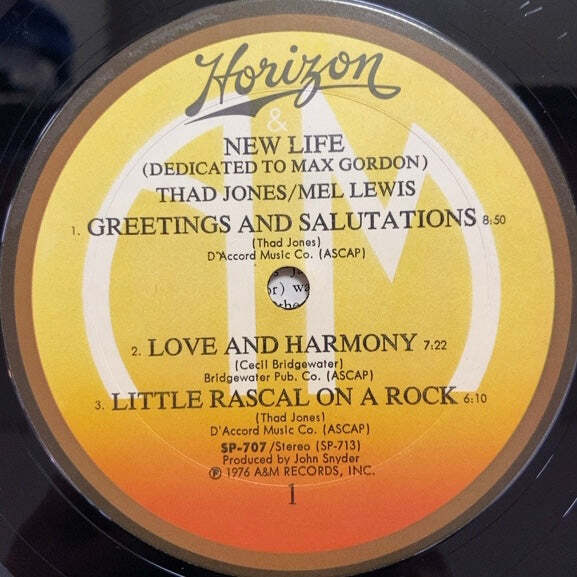 Horizon
&
NEW LIFE
(DEDICATED TO MAX GORDON)
THAD JONES/MEL LEWIS
1. GREETINGS AND SALUTATIONS 8:50
(Thad Jones)
D'Accord Music Co. (ASCAP)
or) wa
2. LOVE AND HARMONY 7:22
(Cecil Bridgewater)
Bridgewater Pub. Co. (ASCAP)
3. LITTLE RASCAL ON A ROCK 6:10
(Thad Jones)
D'Accord Music Co. (ASCAP)
SP-707/Stereo (SP-713)
Produced by John Snyder
℗ 1976 A&M RECORDS, INC.
1